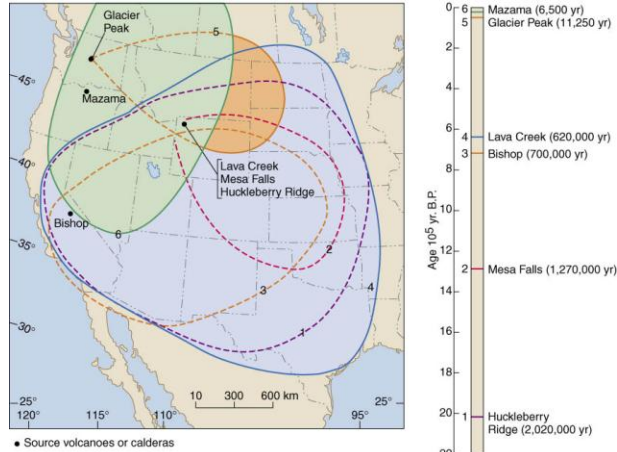 Glacier
Peak
Mazama
Bishop
Lava Creek
Mesa Falls
Huckleberry Ridge
5
6
2
3
4
1
45°
40°
35°
30°
25°
120°
115°
110°
95°
25°
10 300 600 km
• Source volcanoes or calderas
Age 10⁵ yr. B.P.
0
2
4
6
8
10
12
14
16
18
20
22
6 Mazama (6,500 yr)
5 Glacier Peak (11,250 yr)
4 Lava Creek (620,000 yr)
3 Bishop (700,000 yr)
2 Mesa Falls (1,270,000 yr)
1 Huckleberry
Ridge (2,020,000 yr)